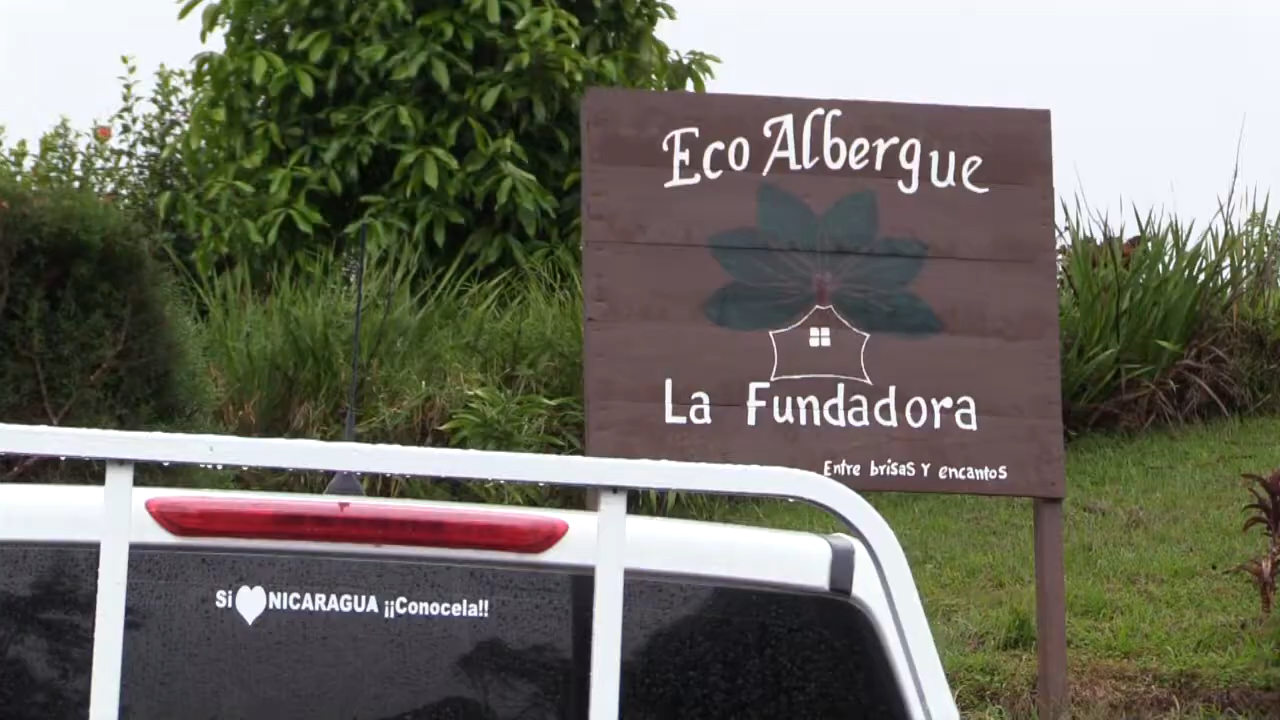 Eco Albergue
La Fundadora
Entre brisas y encantos
Si NICARAGUA ¡¡Conocela!!